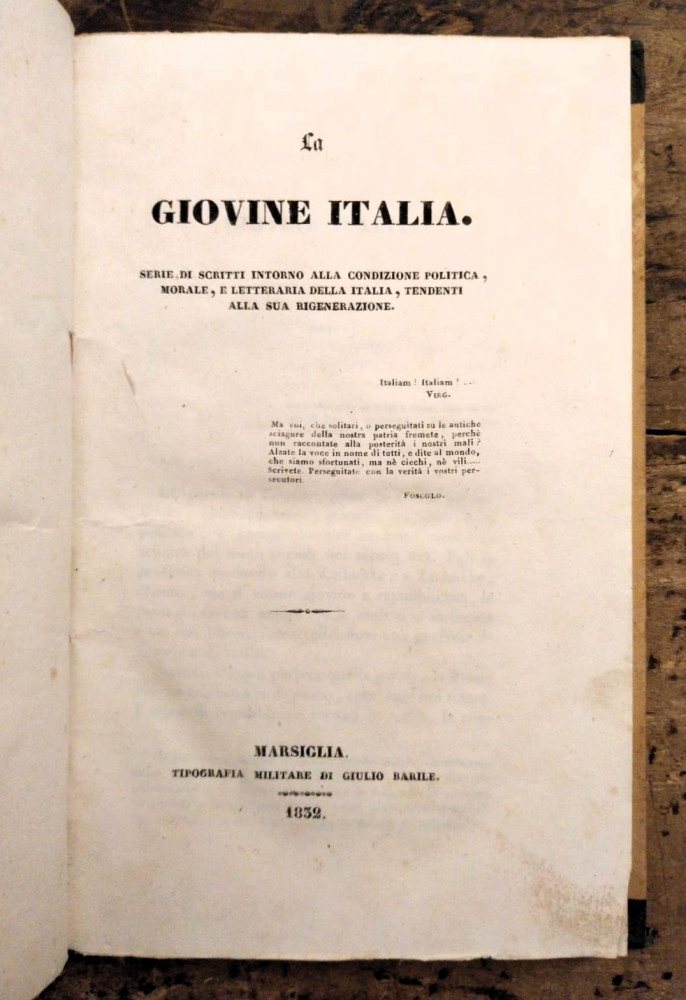 La
GIOVINE ITALIA.
SERIE DI SCRITTI INTORNO ALLA CONDIZIONE POLITICA,
MORALE, E LETTERARIA DELLA ITALIA, TENDENTI
ALLA SUA RIGENERAZIONE.
Italiam! Italiam! ...
VIRG.
Ma voi, che solitari, o perseguitati su le antiche
sciagure della nostra patria fremete, perchè
non raccontate alla posterità i nostri mali?
Alzate la voce in nome di tutti, e dite al mondo,
che siamo sfortunati, ma nè ciechi, nè vili.....
Scrivete. Perseguitate con la verità i vostri per-
secutori.
FOSCOLO.
MARSIGLIA.
TIPOGRAFIA MILITARE DI GIULIO BARILE.
1832.